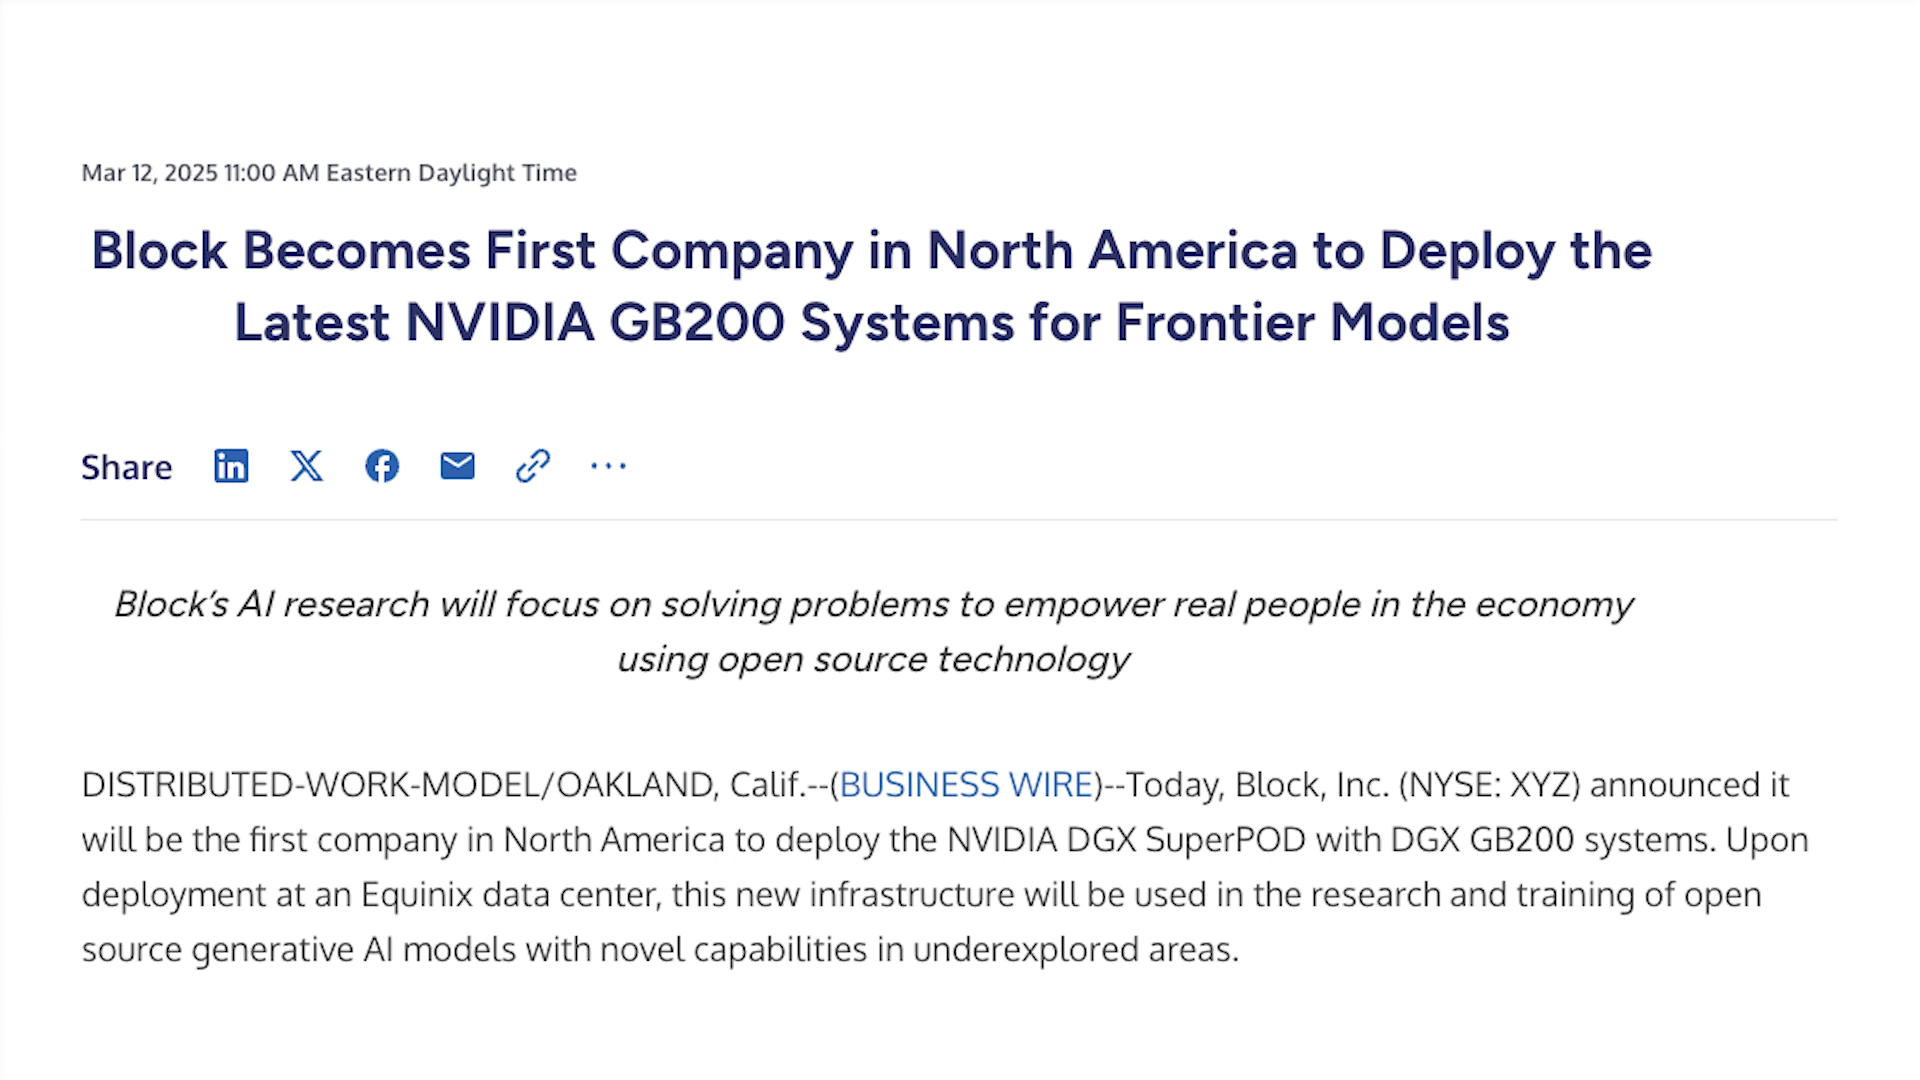 Mar 12, 2025 11:00 AM Eastern Daylight Time
Block Becomes First Company in North America to Deploy the
Latest NVIDIA GB200 Systems for Frontier Models
Share
Block’s AI research will focus on solving problems to empower real people in the economy
using open source technology
DISTRIBUTED-WORK-MODEL/OAKLAND, Calif.--(BUSINESS WIRE)--Today, Block, Inc. (NYSE: XYZ) announced it
will be the first company in North America to deploy the NVIDIA DGX SuperPOD with DGX GB200 systems. Upon
deployment at an Equinix data center, this new infrastructure will be used in the research and training of open
source generative AI models with novel capabilities in underexplored areas.